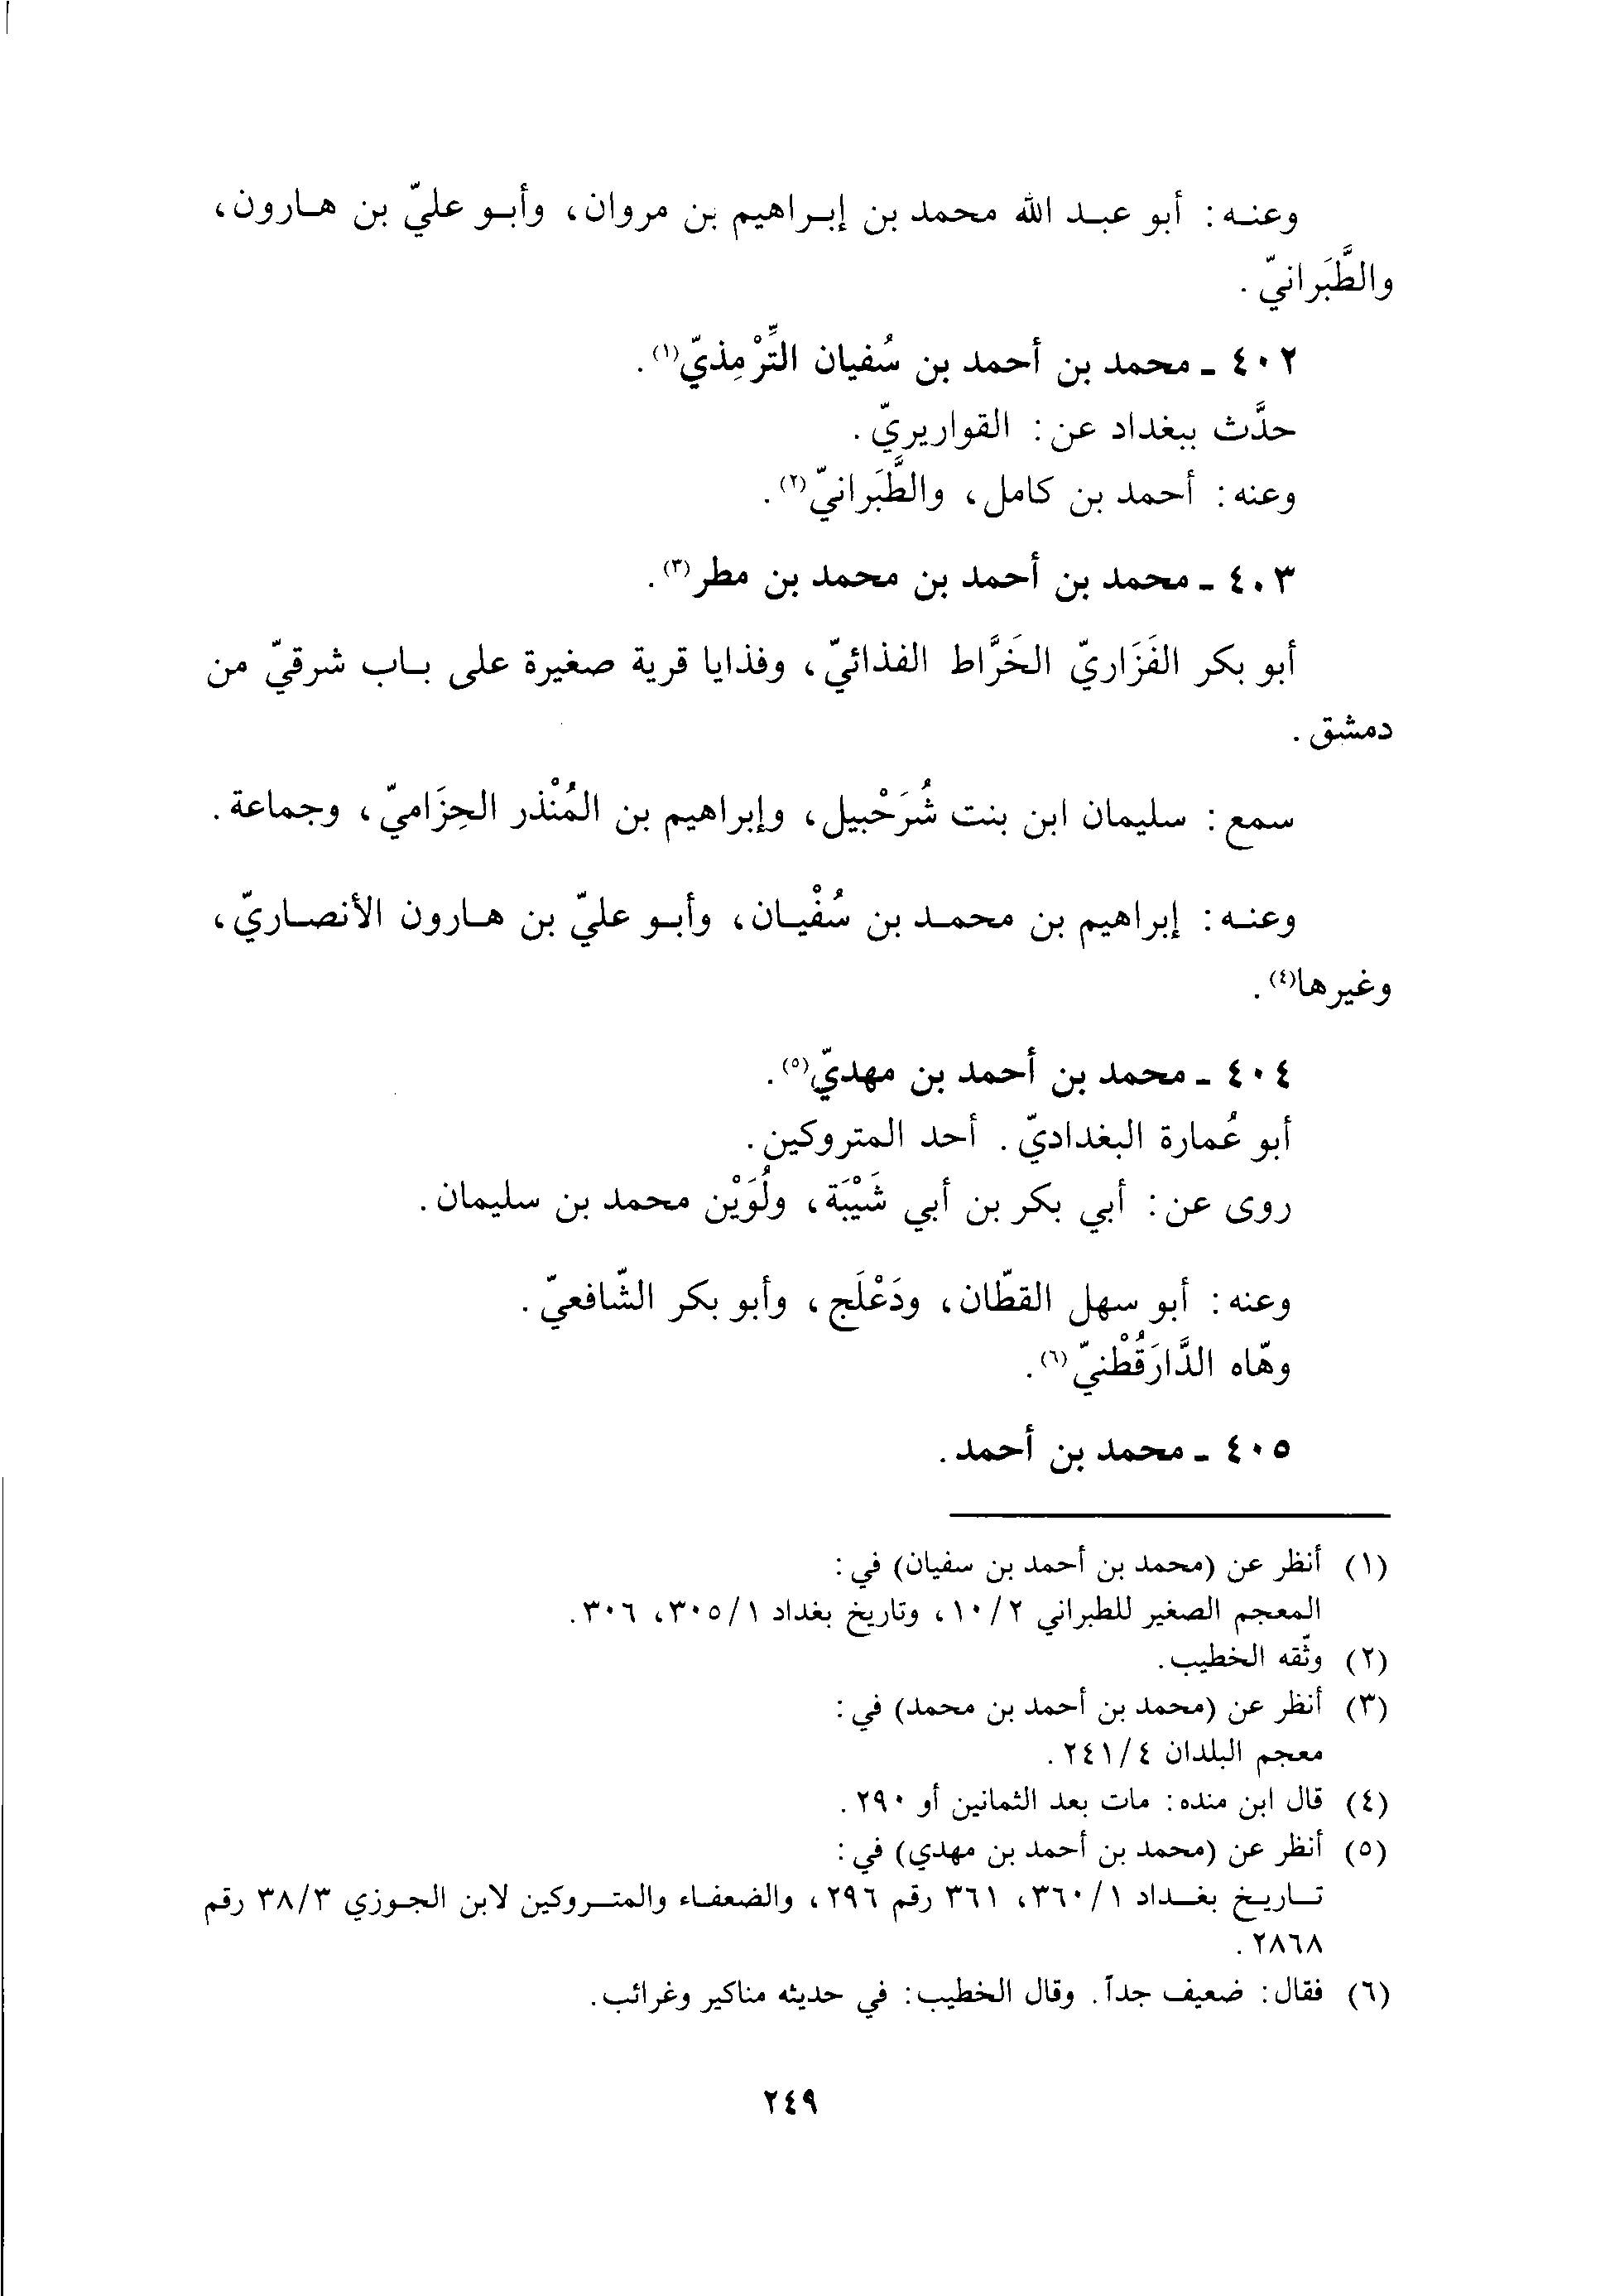 وعنه: أبو عبد الله محمد بن إبراهيم بن مروان، وأبو عليّ بن هارون،
والطَّبَرانيّ.
٤٠٢ - محمد بن أحمد بن سُفيان التِّرْمِذيّ(١).
حدَّث ببغداد عن: القواريريّ.
وعنه: أحمد بن كامل، والطَّبَرانيّ(٢).
٤٠٣ - محمد بن أحمد بن محمد بن مطر(٣).
أبو بكر الفَزَاريّ الخَرَّاط الفذائيّ، وفذايا قرية صغيرة على باب شرقيّ من
دمشق.
سمع: سليمان ابن بنت شُرَحْبيل، وإبراهيم بن المُنْذر الحِزَاميّ، وجماعة.
وعنه: إبراهيم بن محمد بن سُفْيان، وأبو عليّ بن هارون الأنصاريّ،
وغيرها(٤).
٤٠٤ - محمد بن أحمد بن مهديّ(٥).
أبو عُمارة البغداديّ. أحد المتروكين.
روى عن: أبي بكر بن أبي شَيْبَة، ولُوَيْن محمد بن سليمان.
وعنه: أبو سهل القطّان، ودَعْلَج، وأبو بكر الشّافعيّ.
وهّاه الدَّارَقُطْنيّ(٦).
٤٠٥ - محمد بن أحمد.
(١) أنظر عن (محمد بن أحمد بن سفيان) في:
المعجم الصغير للطبراني ١٠/٢، وتاريخ بغداد ٣٠٥/١، ٣٠٦.
(٢) وثّقه الخطيب.
(٣) أنظر عن (محمد بن أحمد بن محمد) في:
معجم البلدان ٢٤١/٤.
(٤) قال ابن منده: مات بعد الثمانين أو ٢٩٠.
(٥) أنظر عن (محمد بن أحمد بن مهدي) في:
تاريخ بغداد ٣٦٠/١، ٣٦١ رقم ٢٩٦، والضعفاء والمتروكين لابن الجوزي ٣٨/٣ رقم
٢٨٦٨.
(٦) فقال: ضعيف جداً. وقال الخطيب: في حديثه مناكير وغرائب.
٢٤٩